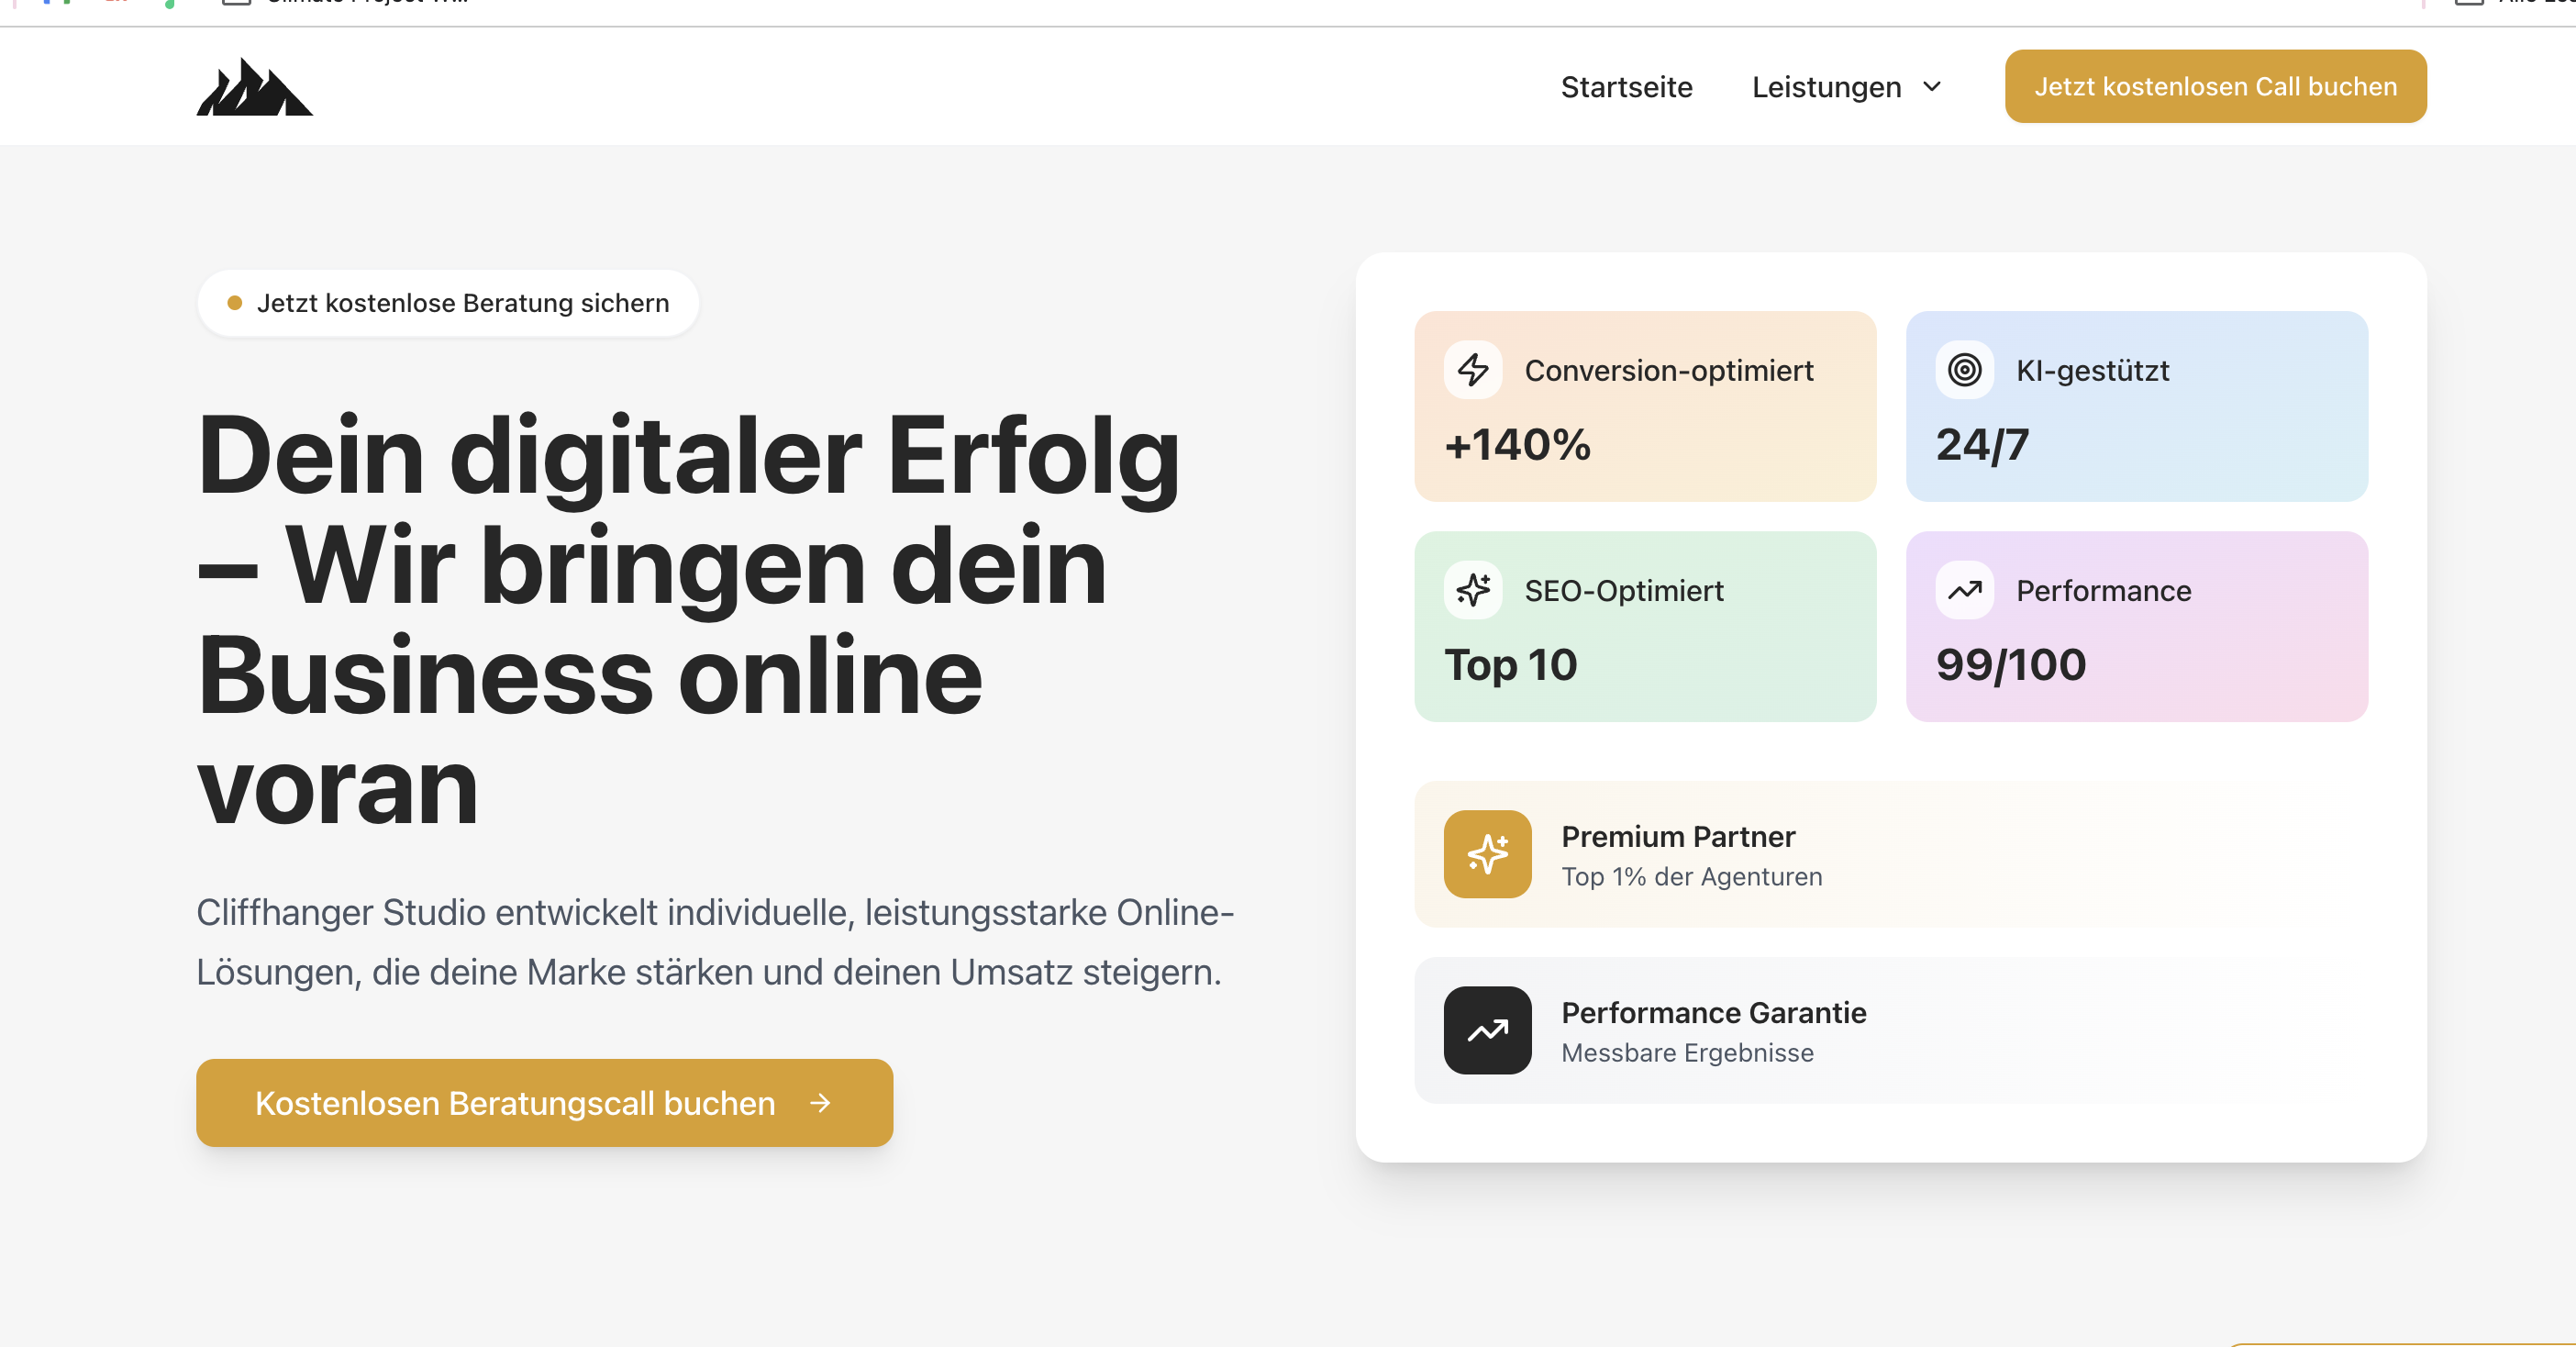 Startseite
Leistungen
Jetzt kostenlosen Call buchen
Jetzt kostenlose Beratung sichern
Dein digitaler Erfolg
– Wir bringen dein
Business online
voran
Cliffhanger Studio entwickelt individuelle, leistungsstarke Online-
Lösungen, die deine Marke stärken und deinen Umsatz steigern.
Kostenlosen Beratungscall buchen
Conversion-optimiert
+140%
KI-gestützt
24/7
SEO-Optimiert
Top 10
Performance
99/100
Premium Partner
Top 1% der Agenturen
Performance Garantie
Messbare Ergebnisse